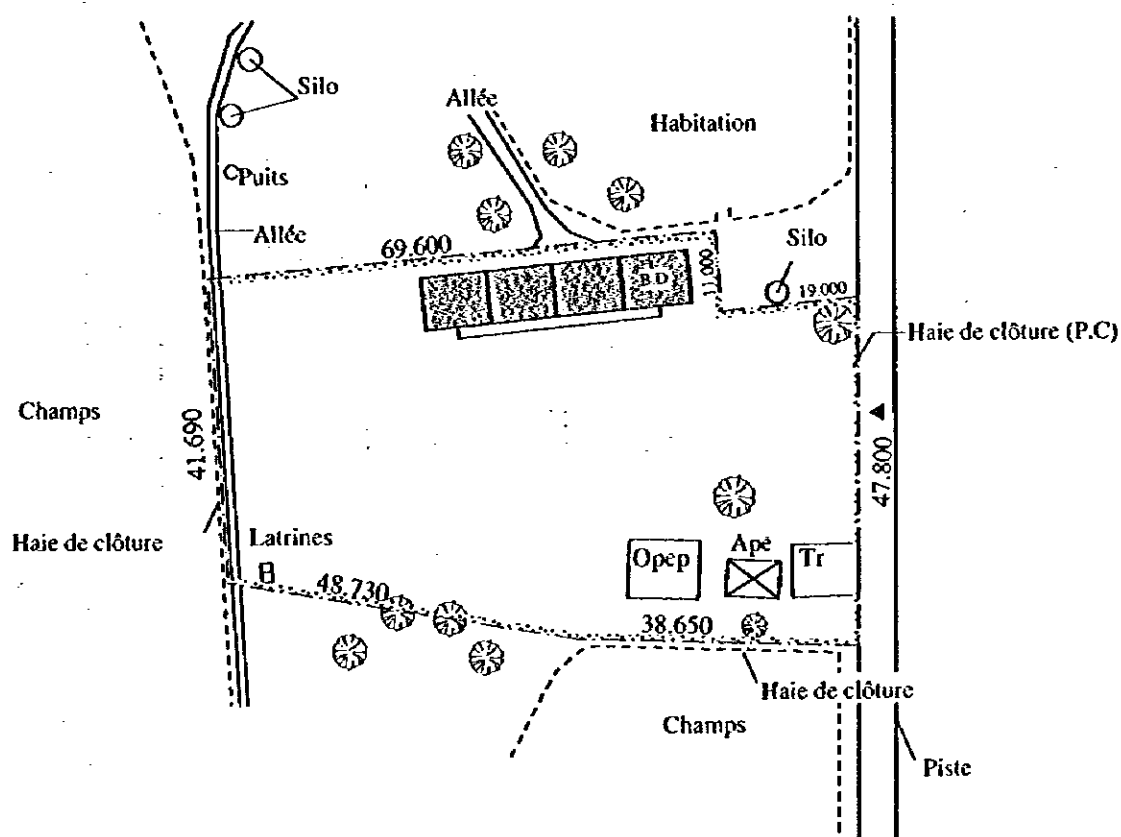 Silo
Allée
Habitation
Puits
Allée
69.600
Silo
11.000
B D
19.000
Haie de clôture (P.C)
Champs
41.690
47.800
Haie de clôture
Latrines
Opep
Apé
Tr
48.730
38.650
Haie de clôture
Champs
Piste